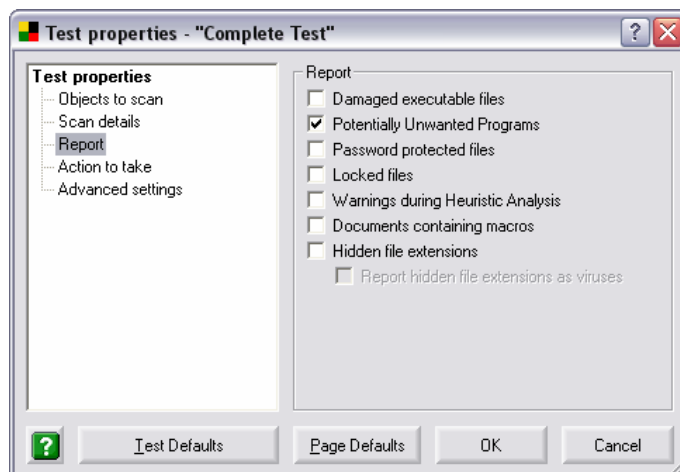 Test properties - "Complete Test"
?
Test properties
Objects to scan
Scan details
Report
Action to take
Advanced settings
Report
Damaged executable files
Potentially Unwanted Programs
Password protected files
Locked files
Warnings during Heuristic Analysis
Documents containing macros
Hidden file extensions
Report hidden file extensions as viruses
?
Test Defaults
Page Defaults
OK
Cancel